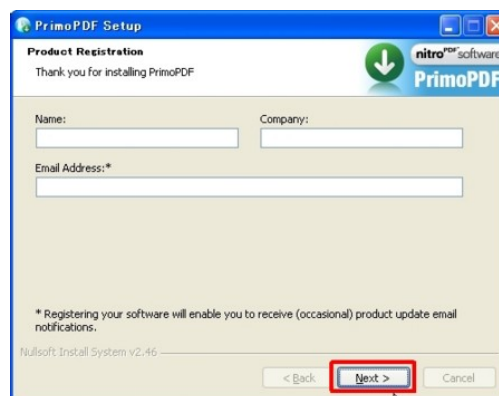 PrimoPDF Setup
Product Registration
Thank you for installing PrimoPDF
nitroPDF software
PrimoPDF
Name:
Company:
Email Address:*
* Registering your software will enable you to receive (occasional) product update email
notifications.
Nullsoft Install System v2.46
< Back
Next >
Cancel